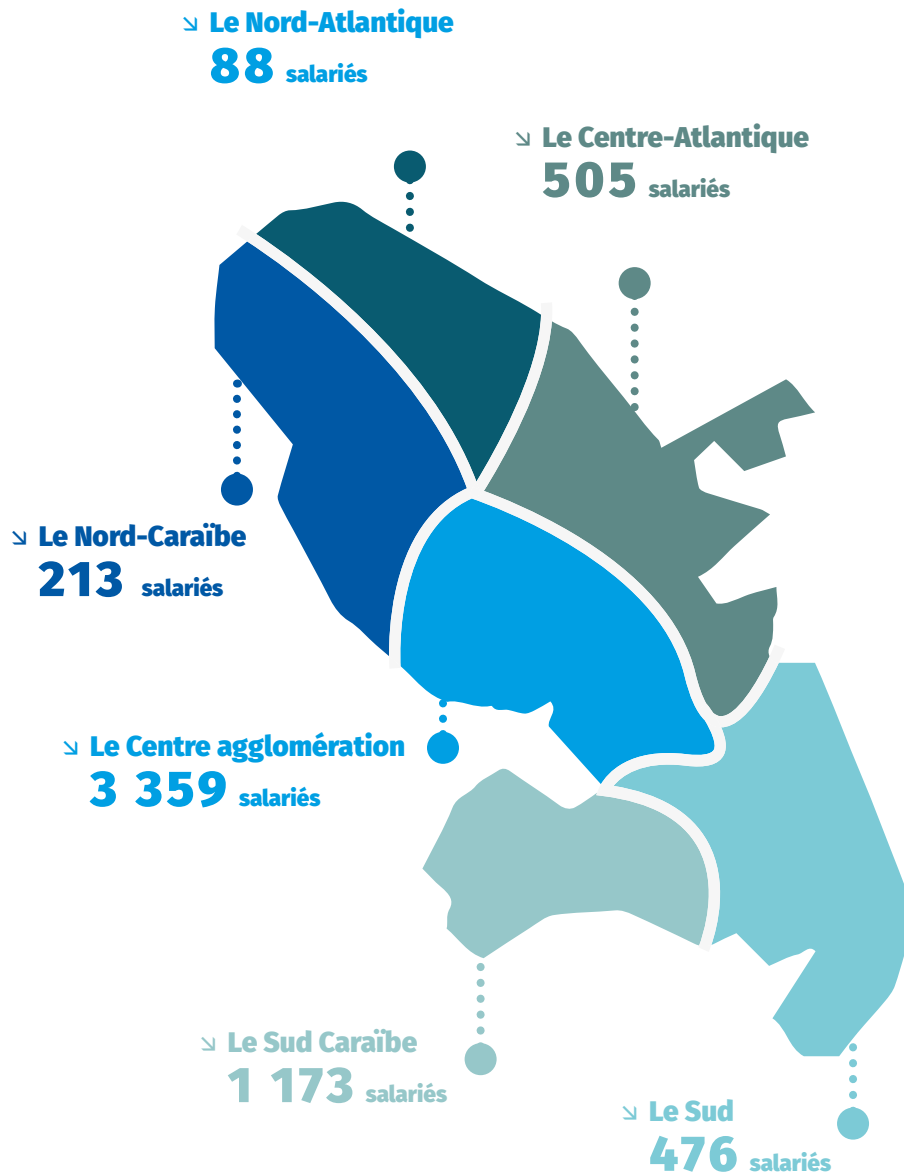 ↘ Le Nord-Atlantique
88 salariés
↘ Le Centre-Atlantique
505 salariés
↘ Le Nord-Caraïbe
213 salariés
↘ Le Centre agglomération
3 359 salariés
↘ Le Sud Caraïbe
1 173 salariés
↘ Le Sud
476 salariés